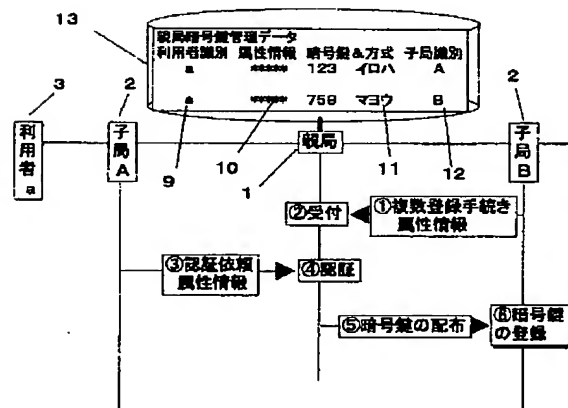 13
親局暗号鍵管理データ
利用者識別 属性情報 暗号鍵&方式 子局識別
a ***** 123 イロハ A
a ***** 758 マヨウ B
3
2
2
利用者a
子局A
9
10
1
親局
11
12
子局B
②受付
①複数登録手続き
属性情報
③認証依頼
属性情報
④認証
⑤暗号鍵の配布
⑥暗号鍵
の登録